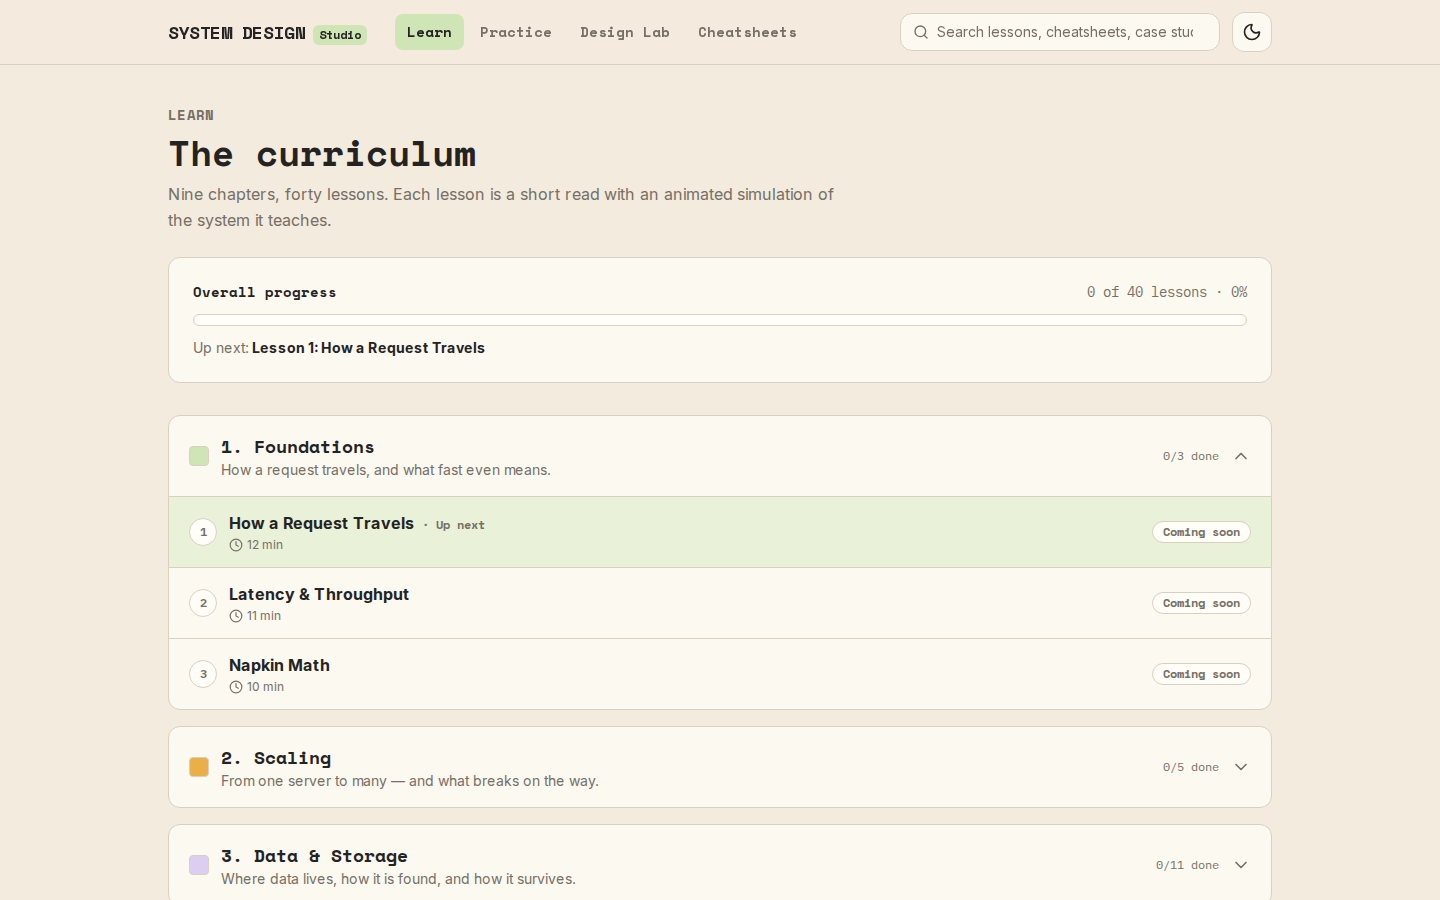 SYSTEM DESIGN Studio Learn Practice Design Lab Cheatsheets Search lessons, cheatsheets, case stu
LEARN
The curriculum
Nine chapters, forty lessons. Each lesson is a short read with an animated simulation of
the system it teaches.
Overall progress 0 of 40 lessons · 0%
Up next: Lesson 1: How a Request Travels
1. Foundations
How a request travels, and what fast even means.
0/3 done
1 How a Request Travels · Up next
12 min
Coming soon
2 Latency & Throughput
11 min
Coming soon
3 Napkin Math
10 min
Coming soon
2. Scaling
From one server to many — and what breaks on the way.
0/5 done
3. Data & Storage
Where data lives, how it is found, and how it survives.
0/11 done